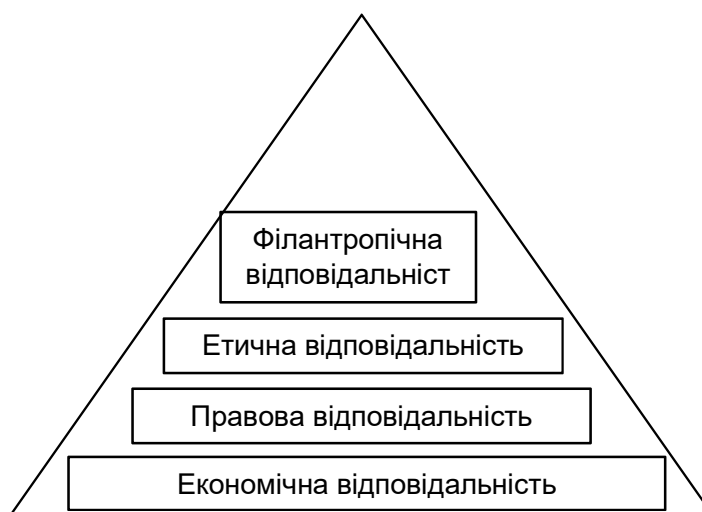 Філантропічна
відповідальніст
Етична відповідальність
Правова відповідальність
Економічна відповідальність